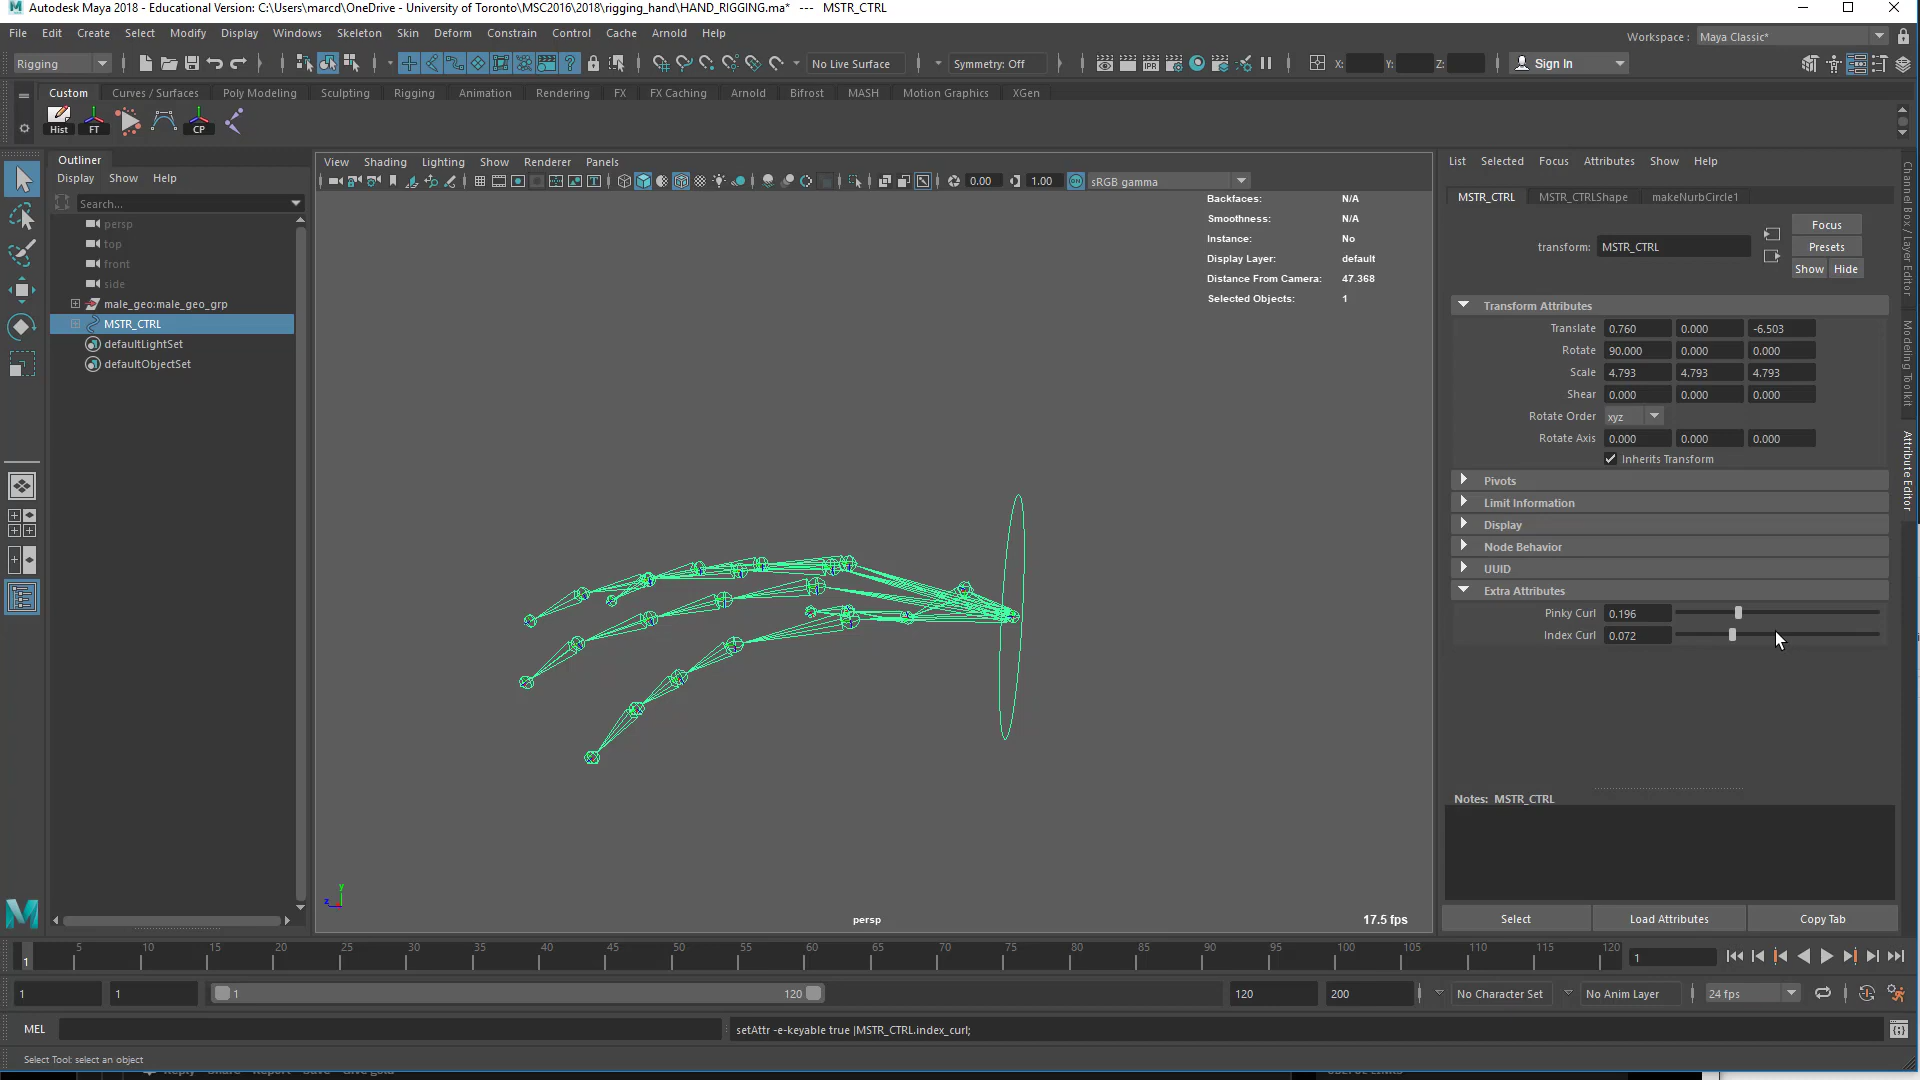 Autodesk Maya 2018 - Educational Version: C:\Users\marcd\OneDrive - University of Toronto\MSC2016\2018\rigging_hand\HAND_RIGGING.ma*   ---   MSTR_CTRL
File Edit Create Select Modify Display Windows Skeleton Skin Deform Constrain Control Cache Arnold Help
Workspace : Maya Classic*
Rigging No Live Surface Symmetry: Off X: Y: Z: Sign In
Custom Curves / Surfaces Poly Modeling Sculpting Rigging Animation Rendering FX FX Caching Arnold Bifrost MASH Motion Graphics XGen
Hist FT CP
Outliner
Display Show Help
Search...
persp
top
front
side
male_geo:male_geo_grp
MSTR_CTRL
defaultLightSet
defaultObjectSet
View Shading Lighting Show Renderer Panels
0.00 1.00 sRGB gamma
Backfaces: N/A
Smoothness: N/A
Instance: No
Display Layer: default
Distance From Camera: 47.368
Selected Objects: 1
y
z
persp
17.5 fps
List Selected Focus Attributes Show Help
MSTR_CTRL MSTR_CTRLShape makeNurbCircle1
Focus
transform: MSTR_CTRL
Presets
Show Hide
Transform Attributes
Translate 0.760 0.000 -6.503
Rotate 90.000 0.000 0.000
Scale 4.793 4.793 4.793
Shear 0.000 0.000 0.000
Rotate Order xyz
Rotate Axis 0.000 0.000 0.000
Inherits Transform
Pivots
Limit Information
Display
Node Behavior
UUID
Extra Attributes
Pinky Curl 0.196
Index Curl 0.072
Notes: MSTR_CTRL
Select Load Attributes Copy Tab
Channel Box / Layer Editor
Modeling Toolkit
Attribute Editor
5 10 15 20 25 30 35 40 45 50 55 60 65 70 75 80 85 90 95 100 105 110 115 120
1 1
1 1 1 120 120 200 No Character Set No Anim Layer 24 fps
MEL setAttr -e-keyable true |MSTR_CTRL.index_curl;
Select Tool: select an object